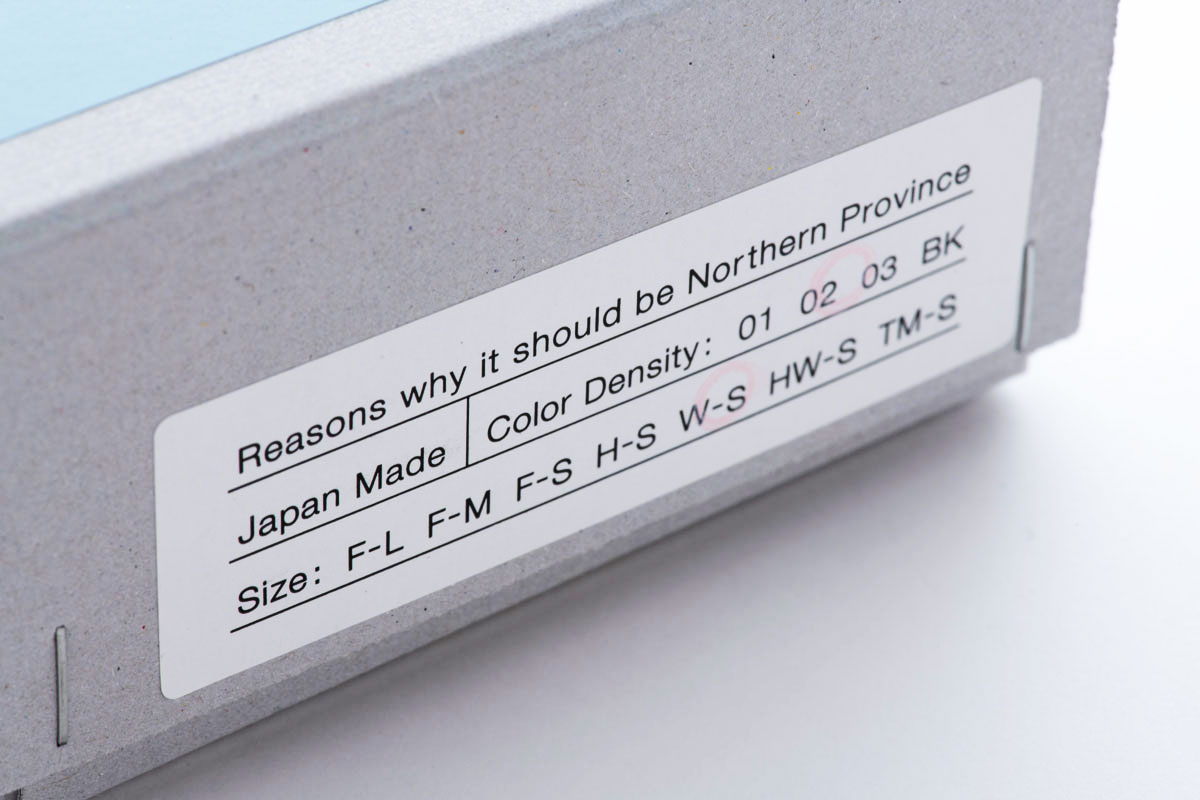 Reasons why it should be Northern Province
Japan Made Color Density: 01 02 03 BK
Size: F-L F-M F-S H-S W-S HW-S TM-S